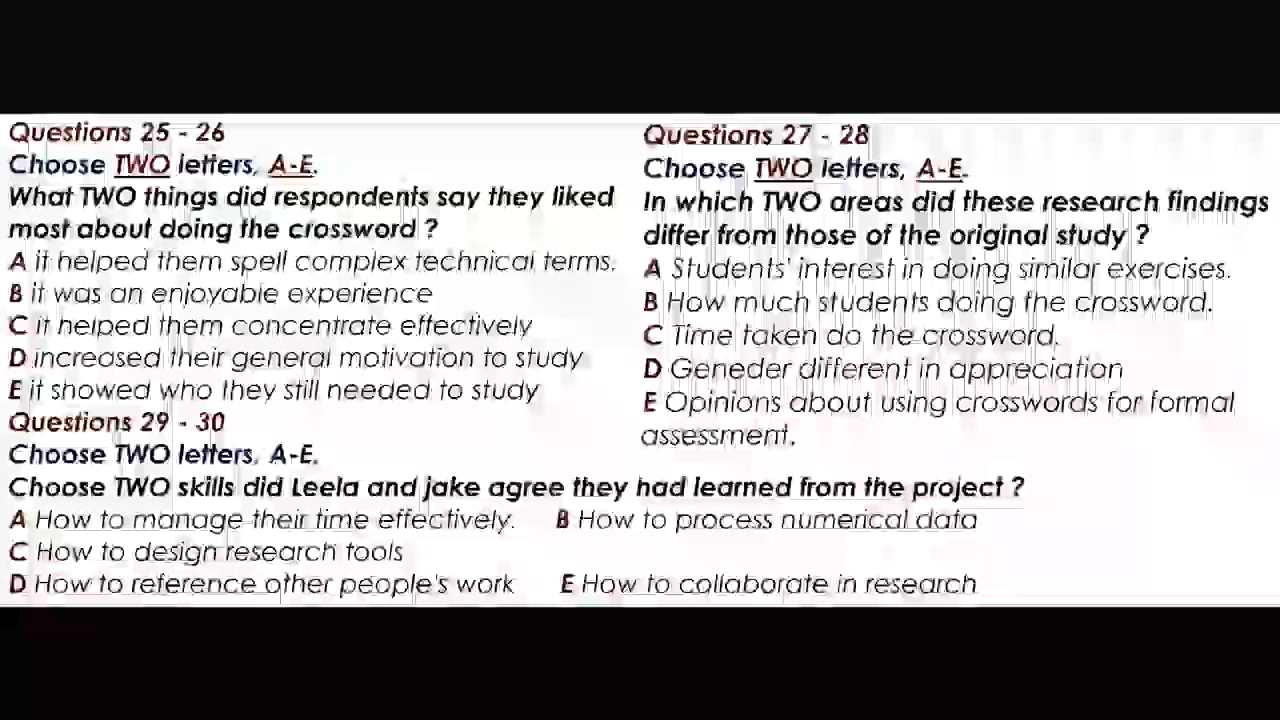 Questions 25 - 26
Choose TWO letters, A-E.
What TWO things did respondents say they liked
most about doing the crossword ?
A it helped them spell complex technical terms.
B it was an enjoyable experience
C it helped them concentrate effectively
D increased their general motivation to study
E it showed who they still needed to study
Questions 27 - 28
Choose TWO letters, A-E.
In which TWO areas did these research findings
differ from those of the original study ?
A Students' interest in doing similar exercises.
B How much students doing the crossword.
C Time taken do the crossword.
D Geneder different in appreciation
E Opinions about using crosswords for formal
assessment.
Questions 29 - 30
Choose TWO letters, A-E.
Choose TWO skills did Leela and jake agree they had learned from the project ?
A How to manage their time effectively. B How to process numerical data
C How to design research tools
D How to reference other people's work E How to collaborate in research